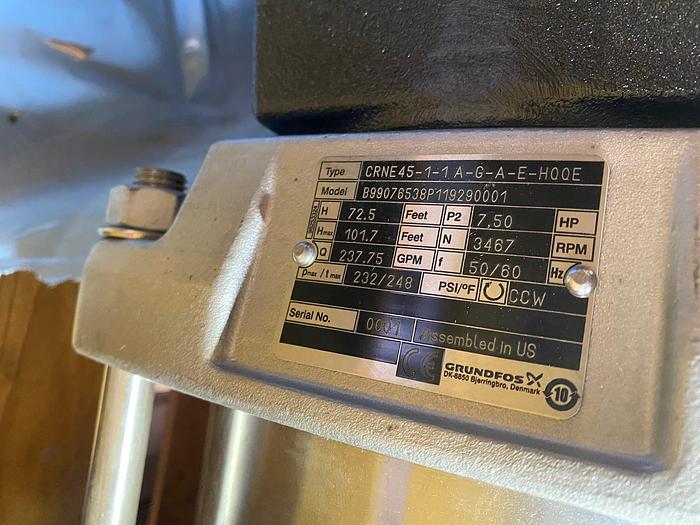 Type CRNE45-1-1 A-G-A-E-HQQE
Model B99076538P119290001
H 72.5 Feet P2 7,50 HP
Hmax 101.7 Feet N 3467 RPM
Q 237.75 GPM f 50/60 Hz
pmax / tmax 232/248 PSI/°F CCW
Serial No. 0001 Assembled in US
CE GRUNDFOS X
DK-8850 Bjerringbro, Denmark
10